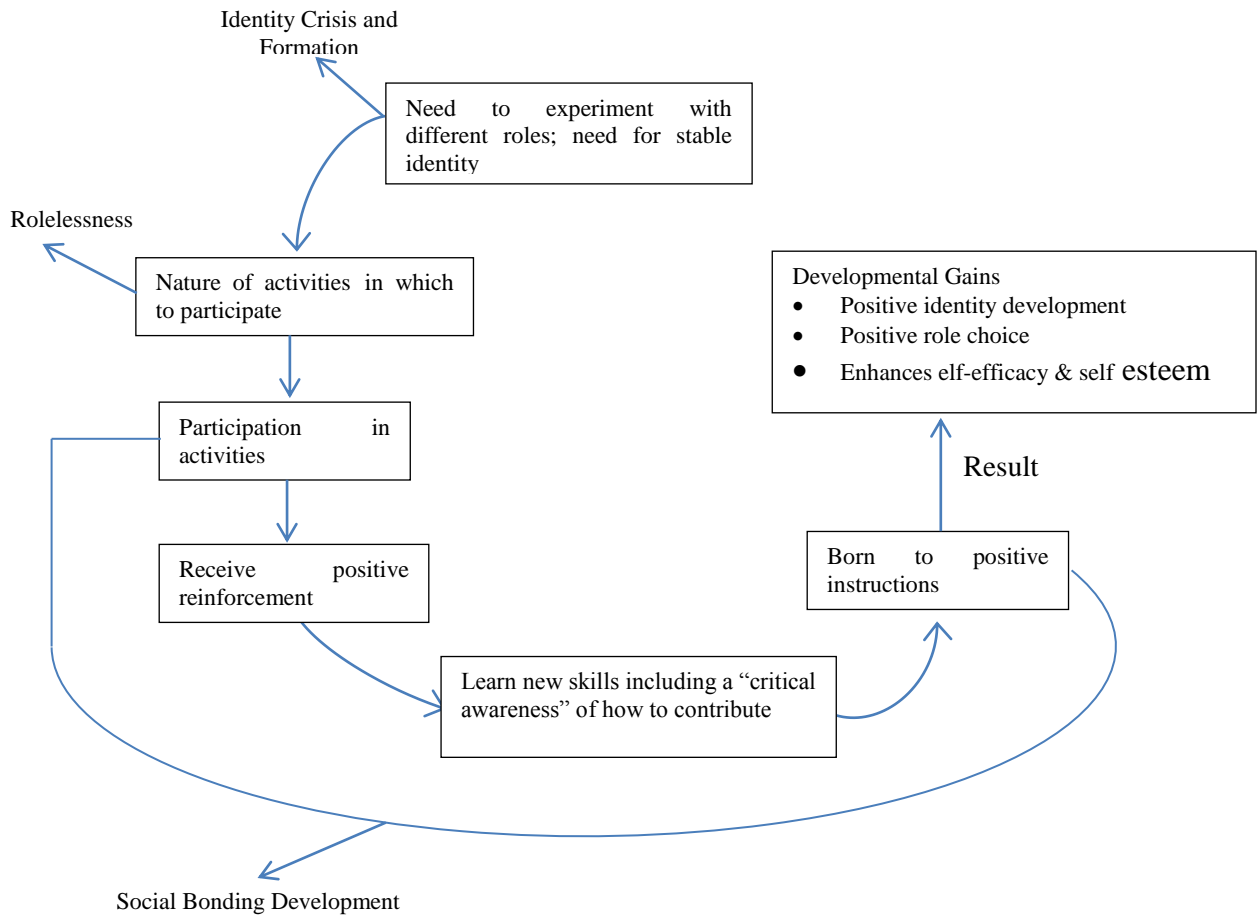 Identity Crisis and
Formation
Need to experiment with
different roles; need for stable
identity
Rolelessness
Nature of activities in which
to participate
Developmental Gains
• Positive identity development
• Positive role choice
• Enhances elf-efficacy & self esteem
Participation in
activities
Result
Receive positive
reinforcement
Born to positive
instructions
Learn new skills including a “critical
awareness” of how to contribute
Social Bonding Development